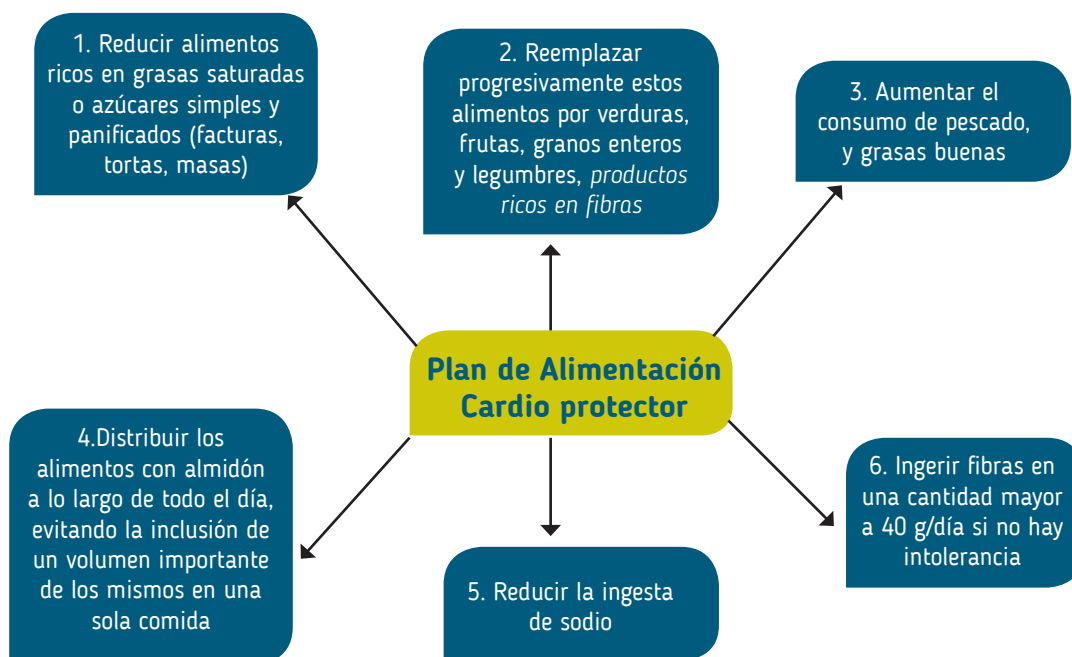 1. Reducir alimentos
ricos en grasas saturadas
o azúcares simples y
panificados (facturas,
tortas, masas)
2. Reemplazar
progresivamente estos
alimentos por verduras,
frutas, granos enteros
y legumbres, productos
ricos en fibras
3. Aumentar el
consumo de pescado,
y grasas buenas
Plan de Alimentación
Cardio protector
4.Distribuir los
alimentos con almidón
a lo largo de todo el día,
evitando la inclusión de
un volumen importante
de los mismos en una
sola comida
5. Reducir la ingesta
de sodio
6. Ingerir fibras en
una cantidad mayor
a 40 g/día si no hay
intolerancia